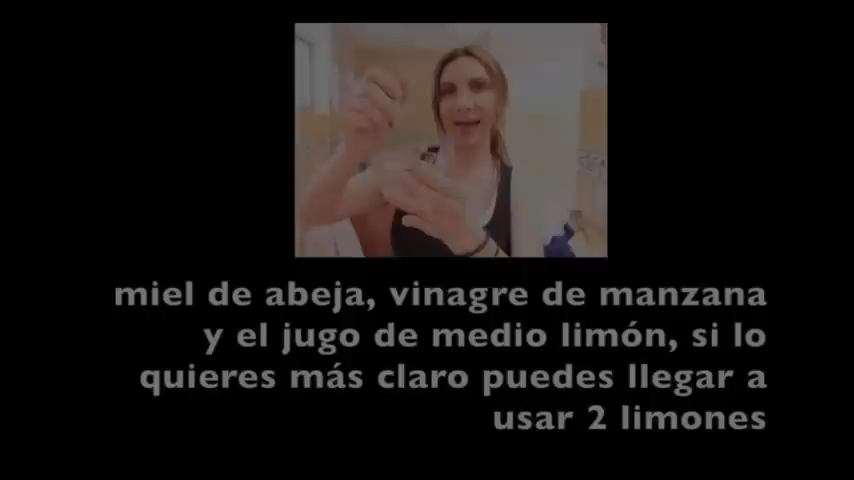 miel de abeja, vinagre de manzana
y el jugo de medio limón, si lo
quieres más claro puedes llegar a
usar 2 limones